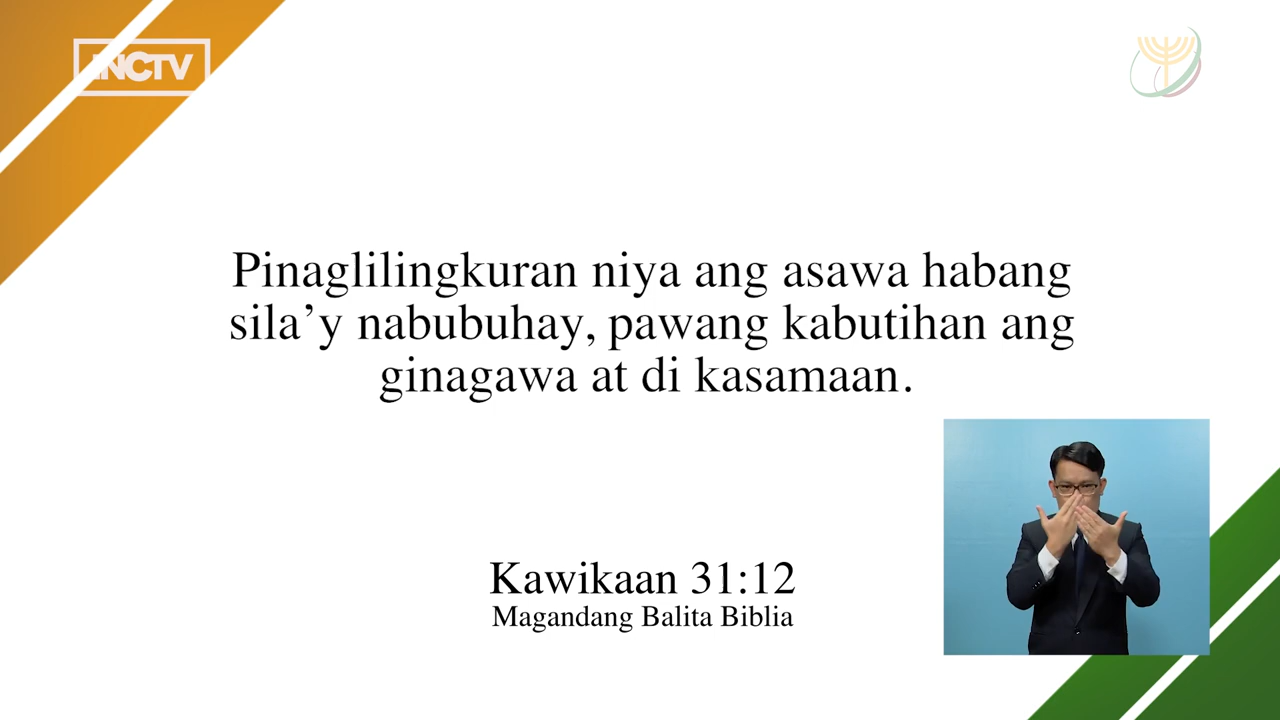 INCTV
Pinaglilingkuran niya ang asawa habang
sila’y nabubuhay, pawang kabutihan ang
ginagawa at di kasamaan.
Kawikaan 31:12
Magandang Balita Biblia